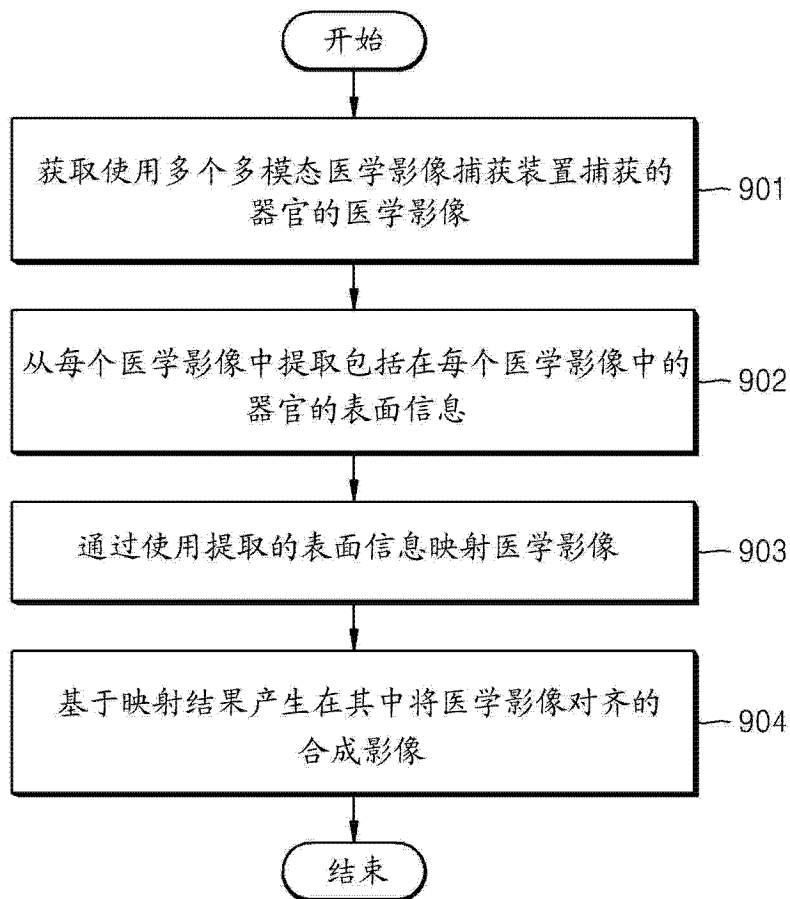 开始
获取使用多个多模态医学影像捕获装置捕获的
器官的医学影像
901
从每个医学影像中提取包括在每个医学影像中的
器官的表面信息
902
通过使用提取的表面信息映射医学影像
903
基于映射结果产生在其中将医学影像对齐的
合成影像
904
结束